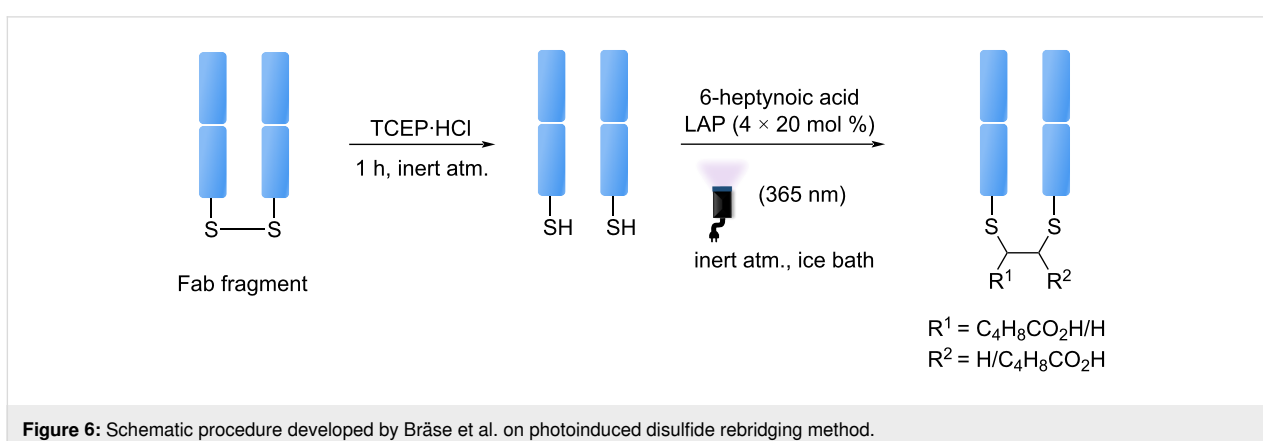 TCEP·HCl
1 h, inert atm.
6-heptynoic acid
LAP (4 × 20 mol %)
(365 nm)
inert atm., ice bath
S S
SH SH
S S
R¹ R²
Fab fragment
R¹ = C₄H₈CO₂H/H
R² = H/C₄H₈CO₂H
Figure 6: Schematic procedure developed by Bräse et al. on photoinduced disulfide rebridging method.